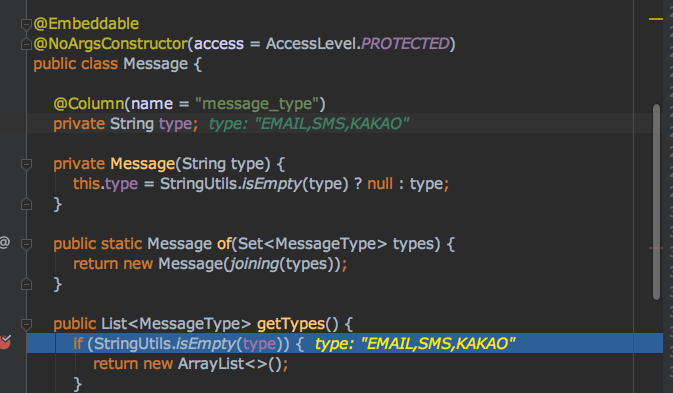 @Embeddable
@NoArgsConstructor(access = AccessLevel.PROTECTED)
public class Message {
@Column(name = "message_type")
private String type;  type: "EMAIL,SMS,KAKAO"
private Message(String type) {
this.type = StringUtils.isEmpty(type) ? null : type;
}
@ public static Message of(Set<MessageType> types) {
return new Message(joining(types));
}
public List<MessageType> getTypes() {
if (StringUtils.isEmpty(type)) {  type: "EMAIL,SMS,KAKAO"
return new ArrayList<>();
}